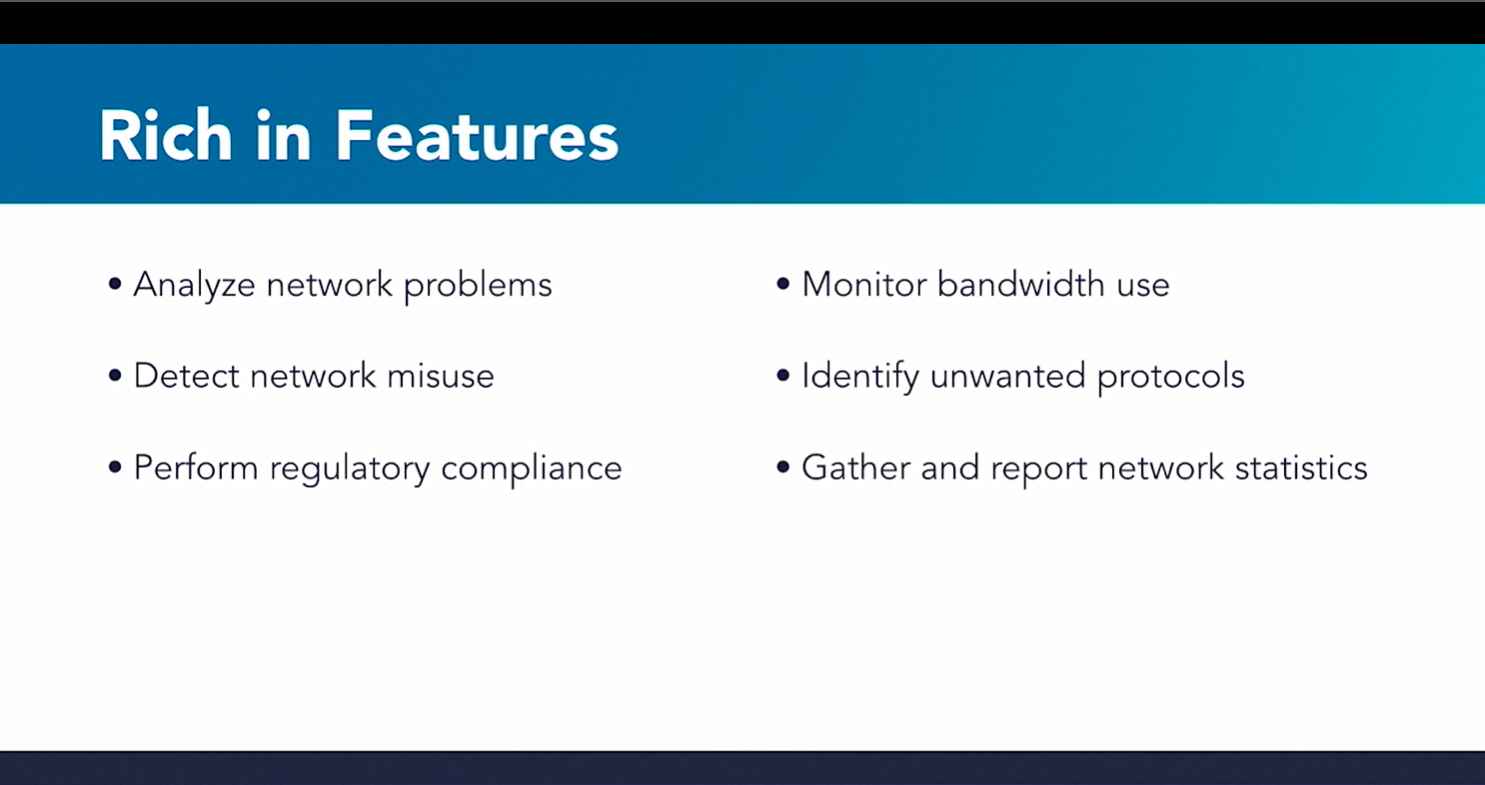 Rich in Features
• Analyze network problems
• Detect network misuse
• Perform regulatory compliance
• Monitor bandwidth use
• Identify unwanted protocols
• Gather and report network statistics